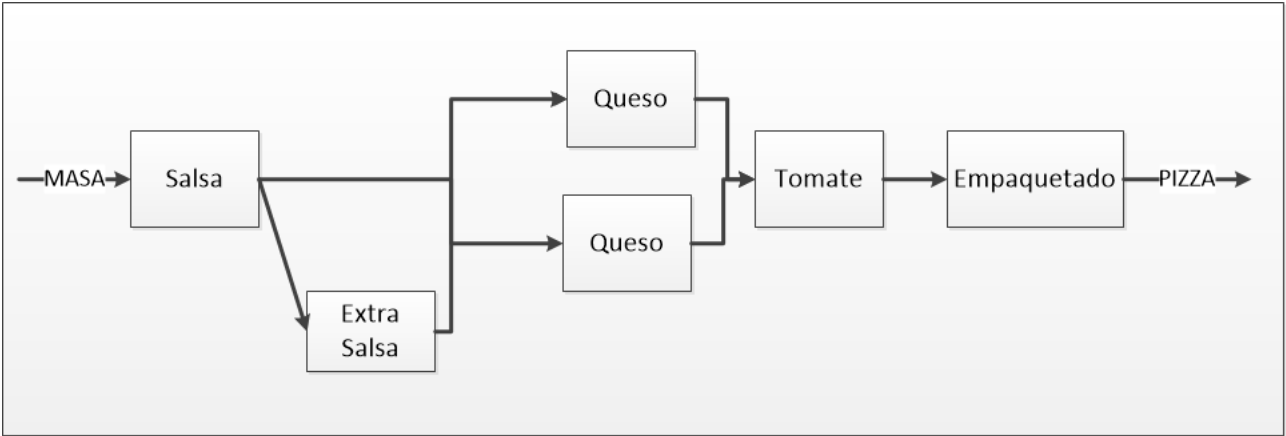 MASA
Salsa
Extra
Salsa
Queso
Queso
Tomate
Empaquetado
PIZZA